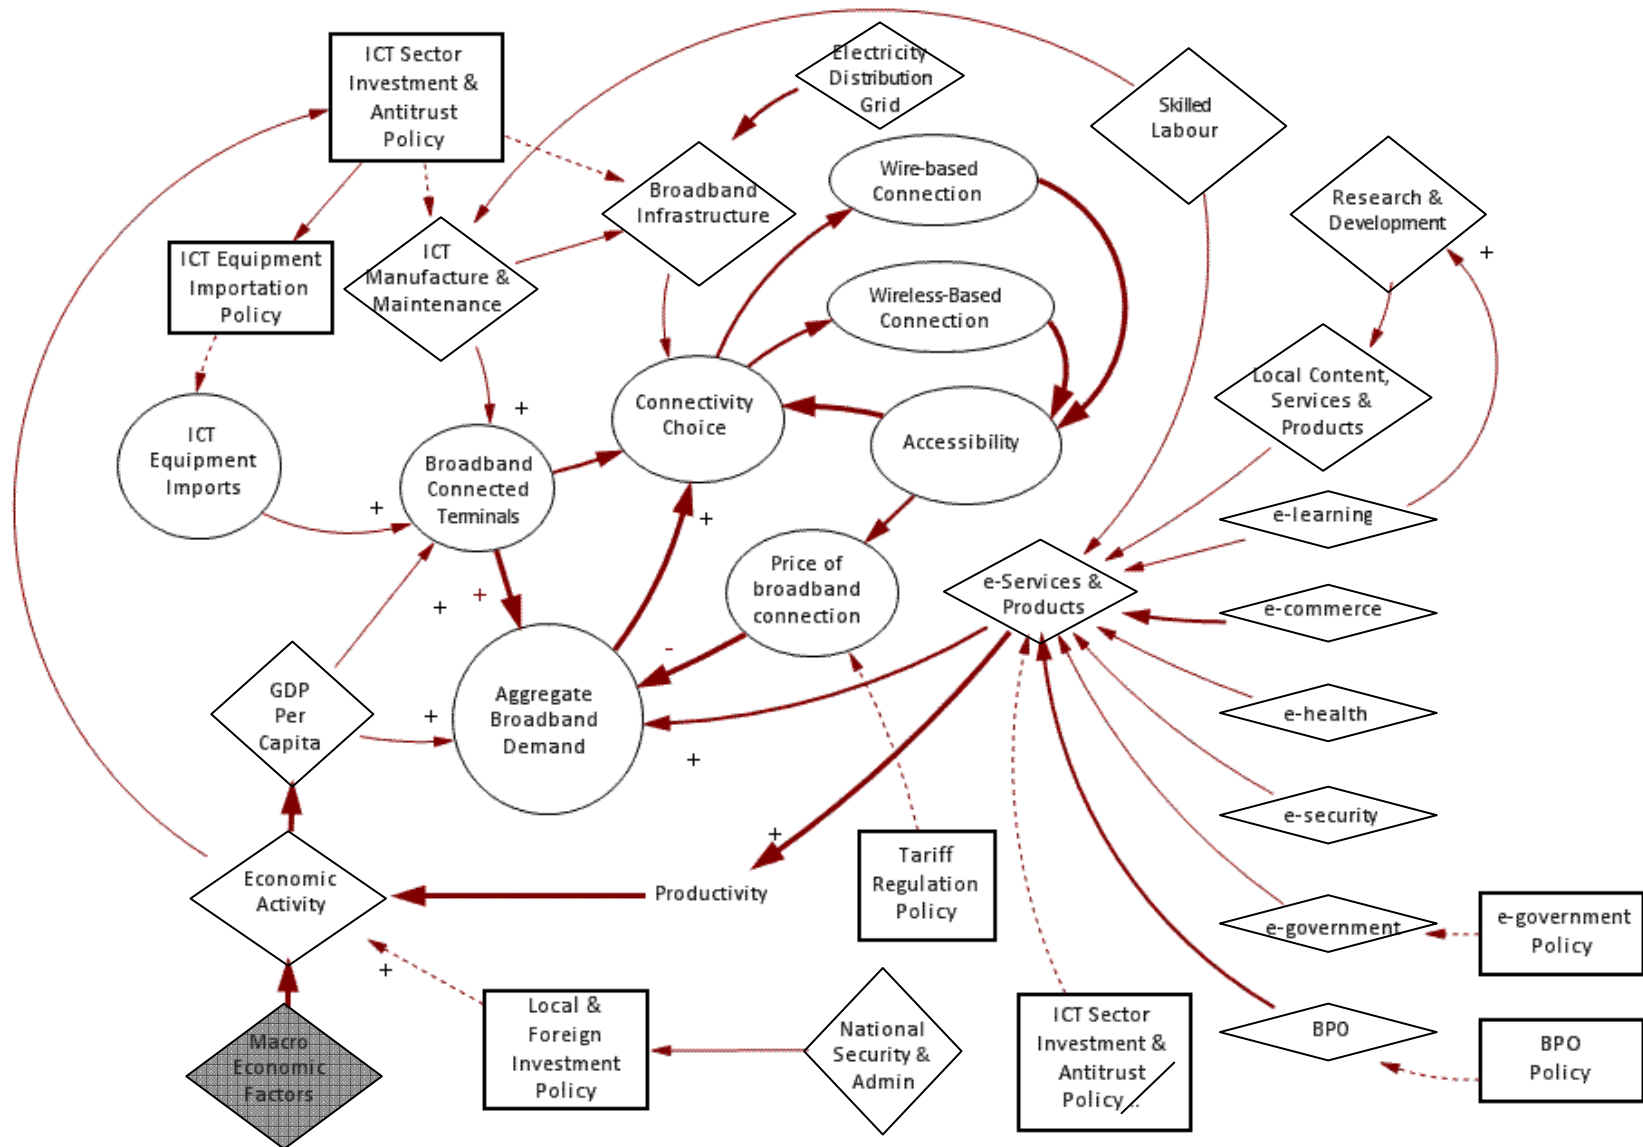 ICT Sector
Investment &
Antitrust
Policy
Electricity
Distribution
Grid
Skilled
Labour
Wire-based
Connection
Broadband
Infrastructure
Research &
Development
+
ICT Equipment
Importation
Policy
ICT
Manufacture &
Maintenance
Wireless-Based
Connection
Connectivity
Choice
Accessibility
Local Content,
Services &
Products
+
ICT
Equipment
Imports
+
Broadband
Connected
Terminals
+
e-learning
Price of
broadband
connection
e-Services &
Products
e-commerce
+
+
-
GDP
Per
Capita
+
Aggregate
Broadband
Demand
+
e-health
e-security
+
Economic
Activity
Productivity
Tariff
Regulation
Policy
e-government
e-government
Policy
+
Macro
Economic
Factors
Local &
Foreign
Investment
Policy
National
Security &
Admin
ICT Sector
Investment &
Antitrust
Policy..
BPO
BPO
Policy